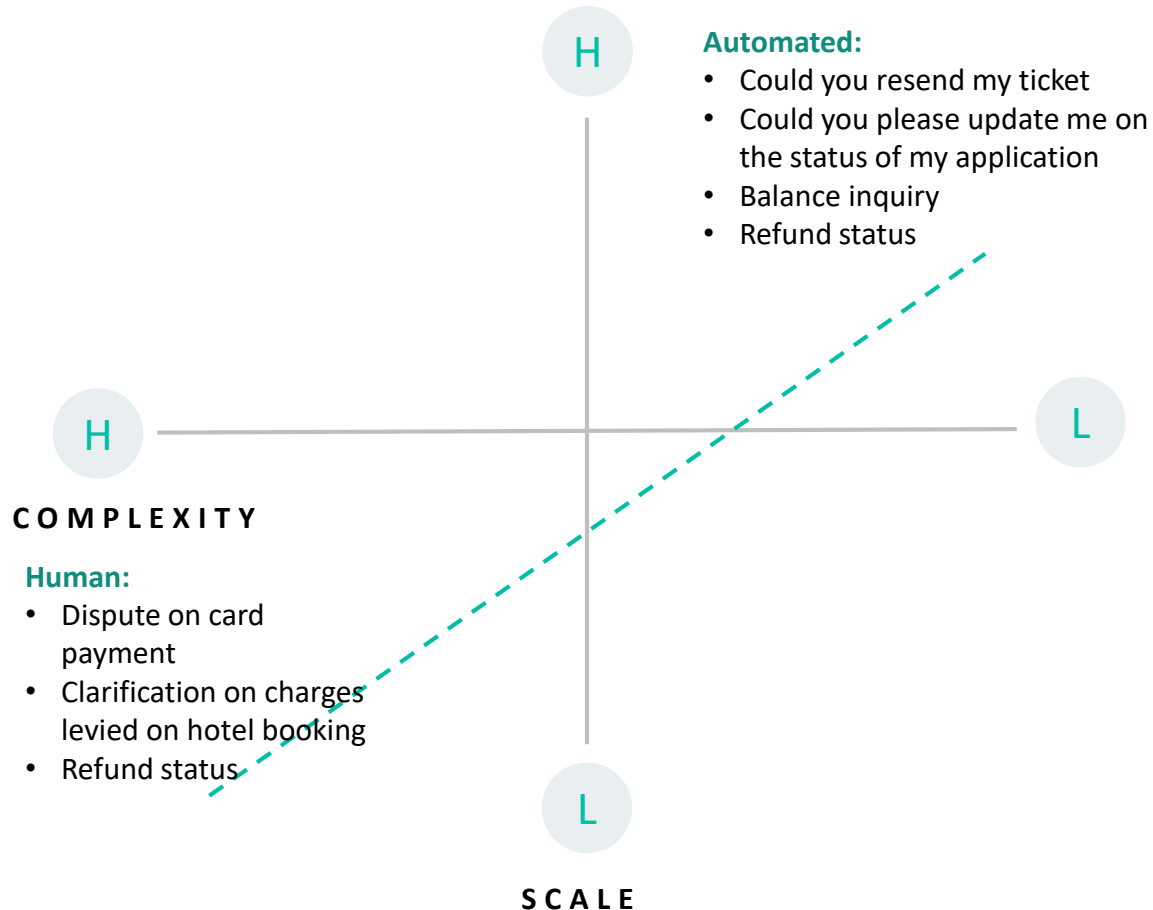 H
Automated:
• Could you resend my ticket
• Could you please update me on
the status of my application
• Balance inquiry
• Refund status
H
L
COMPLEXITY
Human:
• Dispute on card
payment
• Clarification on charges
levied on hotel booking
• Refund status
L
SCALE